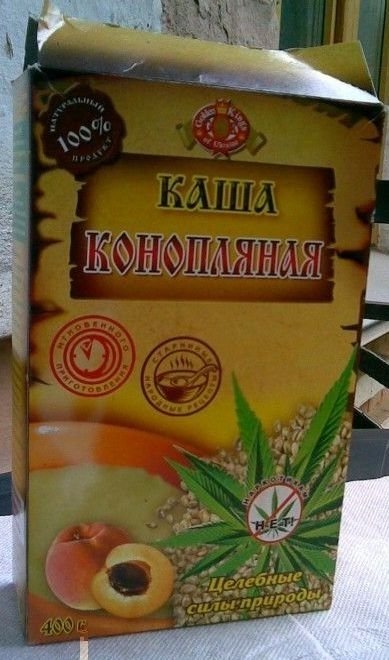 НАТУРАЛЬНЫЙ
100%
ПРОДУКТ
КАША
КОНОПЛЯНАЯ
МГНОВЕННОГО
ПРИГОТОВЛЕНИЯ
СТАРИННЫЕ
НАРОДНЫЕ РЕЦЕПТЫ
НАРКОТИКАМ
НЕТ!
Целебные
силы природы
400 г